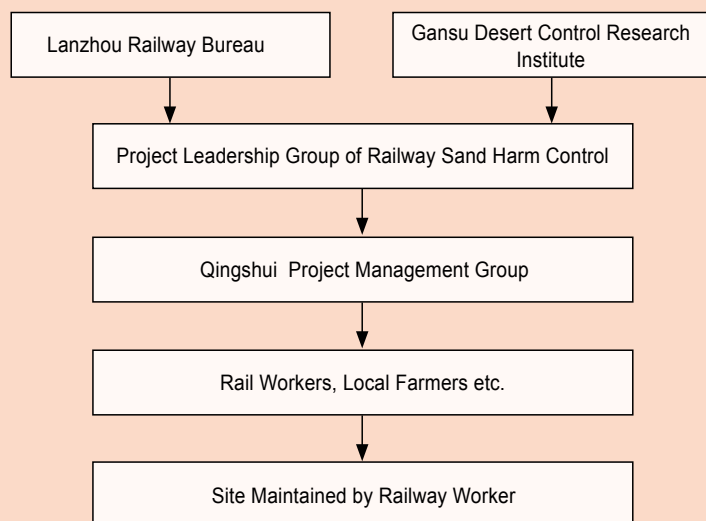 Lanzhou Railway Bureau
Gansu Desert Control Research
Institute
Project Leadership Group of Railway Sand Harm Control
Qingshui Project Management Group
Rail Workers, Local Farmers etc.
Site Maintained by Railway Worker